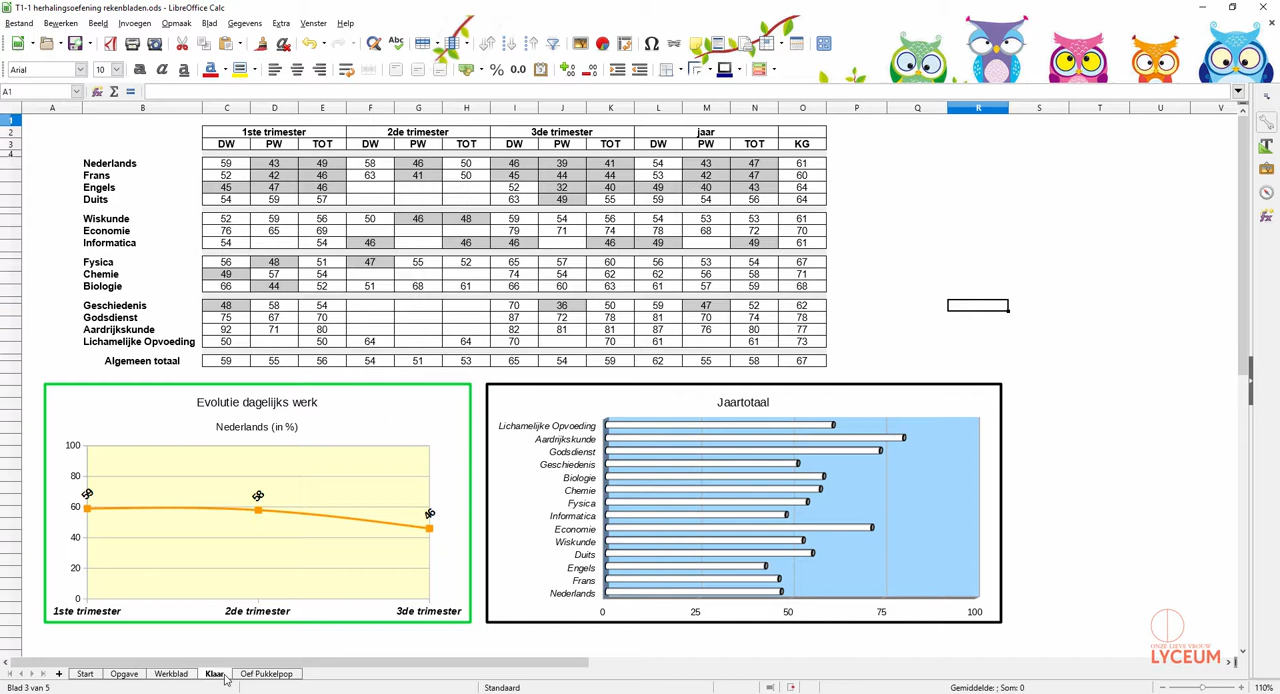 T1-1 herhalingsoefening rekenbladen.ods - LibreOffice Calc
Bestand Bewerken Beeld Invoegen Opmaak Blad Gegevens Extra Venster Help
Arial 10
A1
A B C D E F G H I J K L M N O P Q R S T U V
1
2 1ste trimester 2de trimester 3de trimester jaar
3 DW PW TOT DW PW TOT DW PW TOT DW PW TOT KG
4
Nederlands 59 43 49 58 46 50 46 39 41 54 43 47 61
Frans 52 42 46 63 41 50 45 44 44 53 42 47 60
Engels 45 47 46 52 32 40 49 40 43 64
Duits 54 59 57 63 49 55 59 54 56 64
Wiskunde 52 59 56 50 46 48 59 54 56 54 53 53 61
Economie 76 65 69 79 71 74 78 68 72 70
Informatica 54 54 46 46 46 46 49 49 61
Fysica 56 48 51 47 55 52 65 57 60 56 53 54 67
Chemie 49 57 54 74 54 62 62 56 58 71
Biologie 66 44 52 51 68 61 66 60 63 61 57 59 68
Geschiedenis 48 58 54 70 36 50 59 47 52 62
Godsdienst 75 67 70 87 72 78 81 70 74 78
Aardrijkskunde 92 71 80 82 81 81 87 76 80 77
Lichamelijke Opvoeding 50 50 64 64 70 70 61 61 73
Algemeen totaal 59 55 56 54 51 53 65 54 59 62 55 58 67
Evolutie dagelijks werk
Nederlands (in %)
100
80
60
40
20
0
59 58 46
1ste trimester 2de trimester 3de trimester
Jaartotaal
Lichamelijke Opvoeding
Aardrijkskunde
Godsdienst
Geschiedenis
Biologie
Chemie
Fysica
Informatica
Economie
Wiskunde
Duits
Engels
Frans
Nederlands
0 25 50 75 100
ONZE LIEVE VROUW
LYCEUM
Start Opgave Werkblad Klaar Oef Pukkelpop
Blad 3 van 5 Standaard Gemiddelde: ; Som: 0 110%